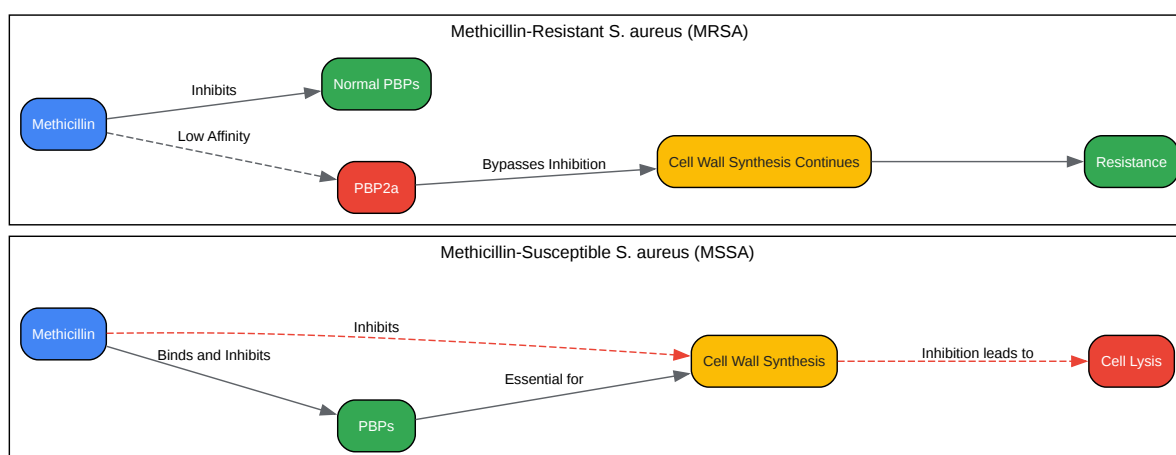 Methicillin-Resistant S. aureus (MRSA)
Methicillin
Inhibits
Normal PBPs
Low Affinity
PBP2a
Bypasses Inhibition
Cell Wall Synthesis Continues
Resistance
Methicillin-Susceptible S. aureus (MSSA)
Methicillin
Inhibits
Binds and Inhibits
PBPs
Essential for
Cell Wall Synthesis
Inhibition leads to
Cell Lysis